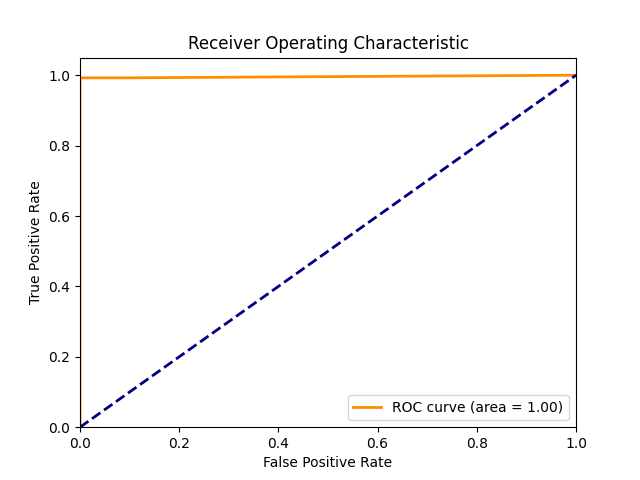 Receiver Operating Characteristic
1.0
0.8
0.6
0.4
0.2
0.0
True Positive Rate
ROC curve (area = 1.00)
0.0 0.2 0.4 0.6 0.8 1.0
False Positive Rate